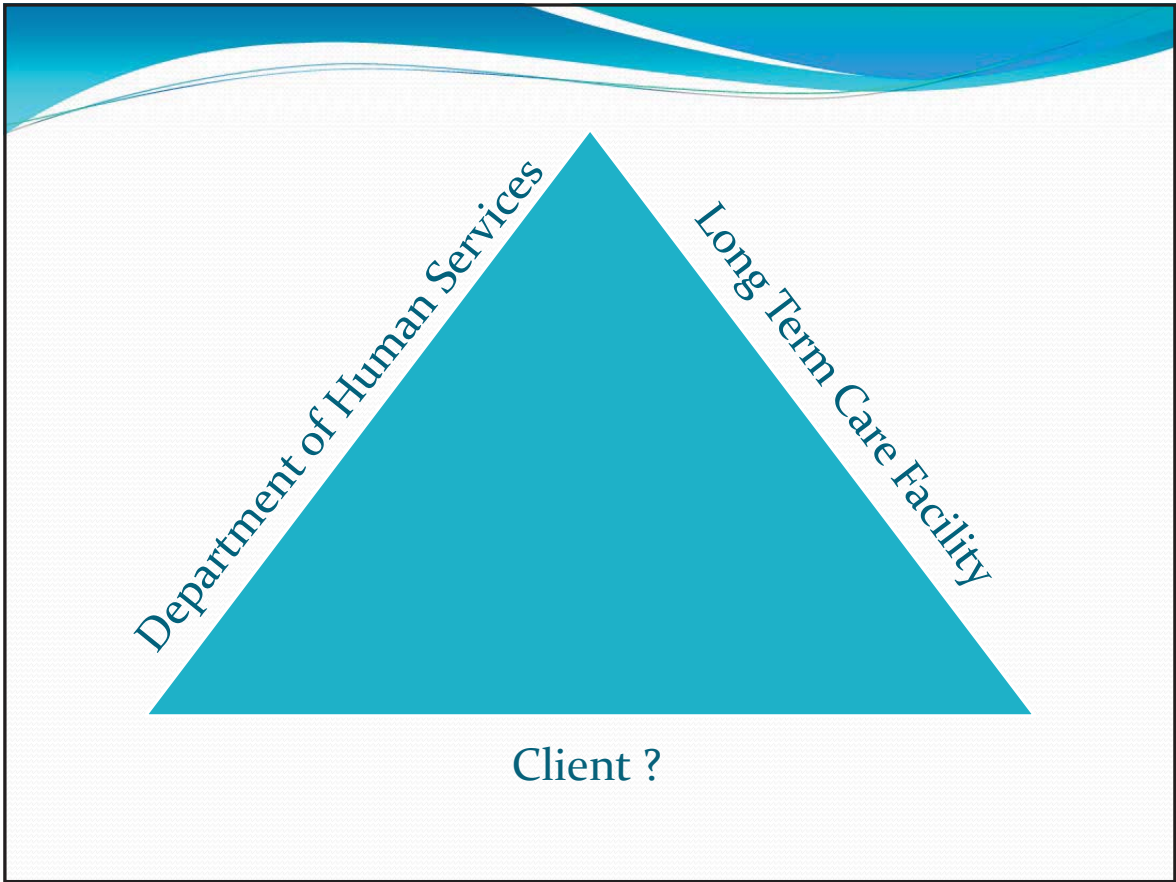 Department of Human Services
Long Term Care Facility
Client ?